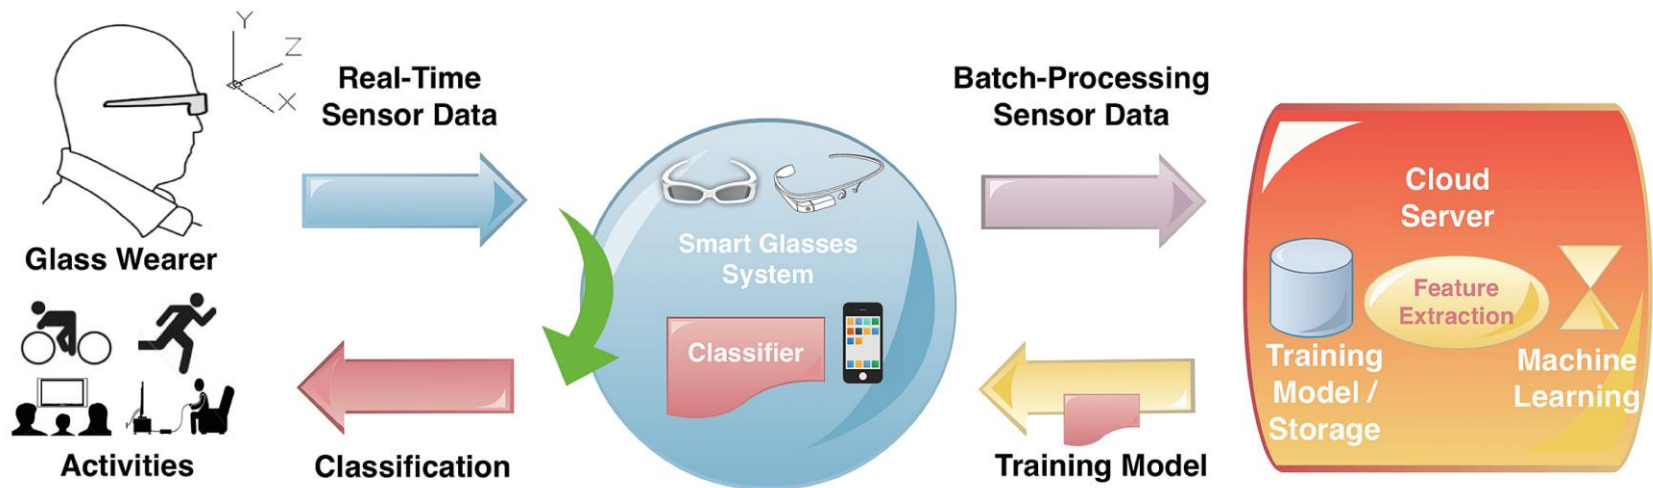 Y
Z
X
Real-Time
Sensor Data
Batch-Processing
Sensor Data
Glass Wearer
Smart Glasses
System
Classifier
Cloud
Server
Feature
Extraction
Training
Model /
Storage
Machine
Learning
Activities
Classification
Training Model